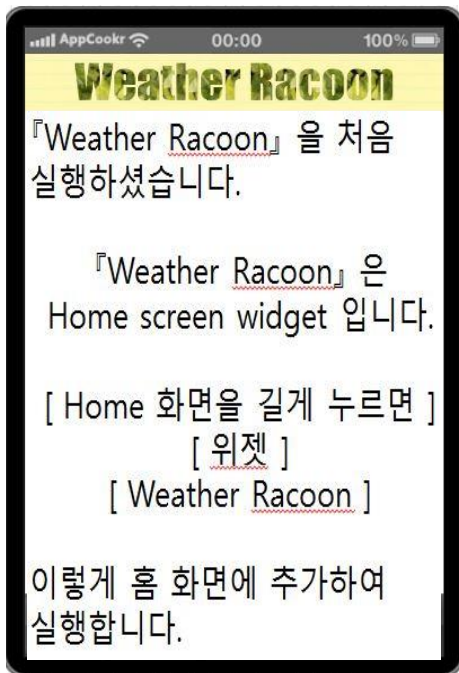 AppCookr 00:00 100%
Weather Racoon
『Weather Racoon』 을 처음
실행하셨습니다.
『Weather Racoon』 은
Home screen widget 입니다.
[ Home 화면을 길게 누르면 ]
[ 위젯 ]
[ Weather Racoon ]
이렇게 홈 화면에 추가하여
실행합니다.